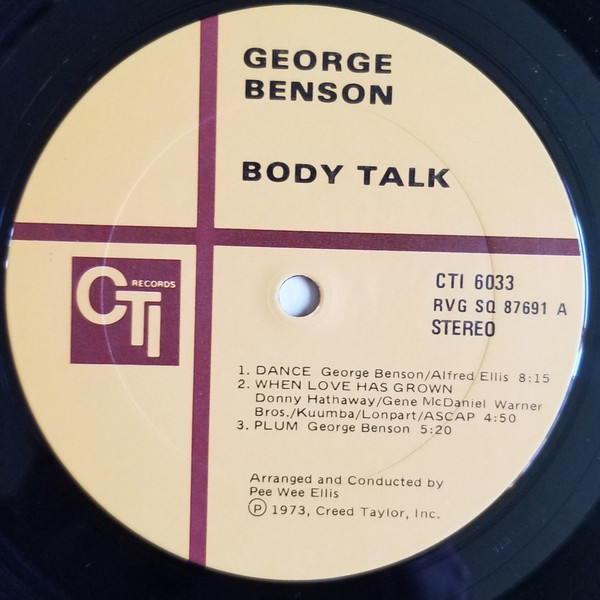 GEORGE
BENSON
BODY TALK
CTI RECORDS
CTI 6033
RVG SQ 87691 A
STEREO
1. DANCE George Benson/Alfred Ellis 8:15
2. WHEN LOVE HAS GROWN
Donny Hathaway/Gene McDaniel Warner
Bros./Kuumba/Lonpart/ASCAP 4:50
3. PLUM George Benson 5:20
Arranged and Conducted by
Pee Wee Ellis
Ⓟ 1973, Creed Taylor, Inc.